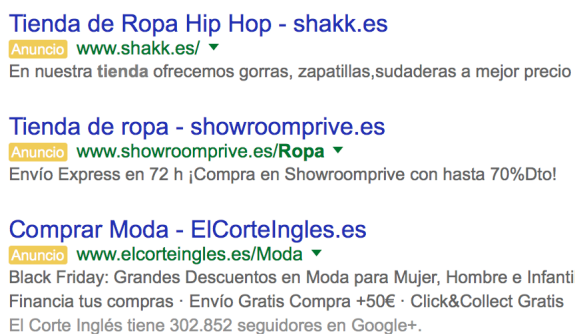 Tienda de Ropa Hip Hop - shakk.es
Anuncio www.shakk.es/
En nuestra tienda ofrecemos gorras, zapatillas,sudaderas a mejor precio
Tienda de ropa - showroomprive.es
Anuncio www.showroomprive.es/Ropa
Envío Express en 72 h ¡Compra en Showroomprive con hasta 70%Dto!
Comprar Moda - ElCorteIngles.es
Anuncio www.elcorteingles.es/Moda
Black Friday: Grandes Descuentos en Moda para Mujer, Hombre e Infanti
Financia tus compras · Envío Gratis Compra +50€ · Click&Collect Gratis
El Corte Inglés tiene 302.852 seguidores en Google+.